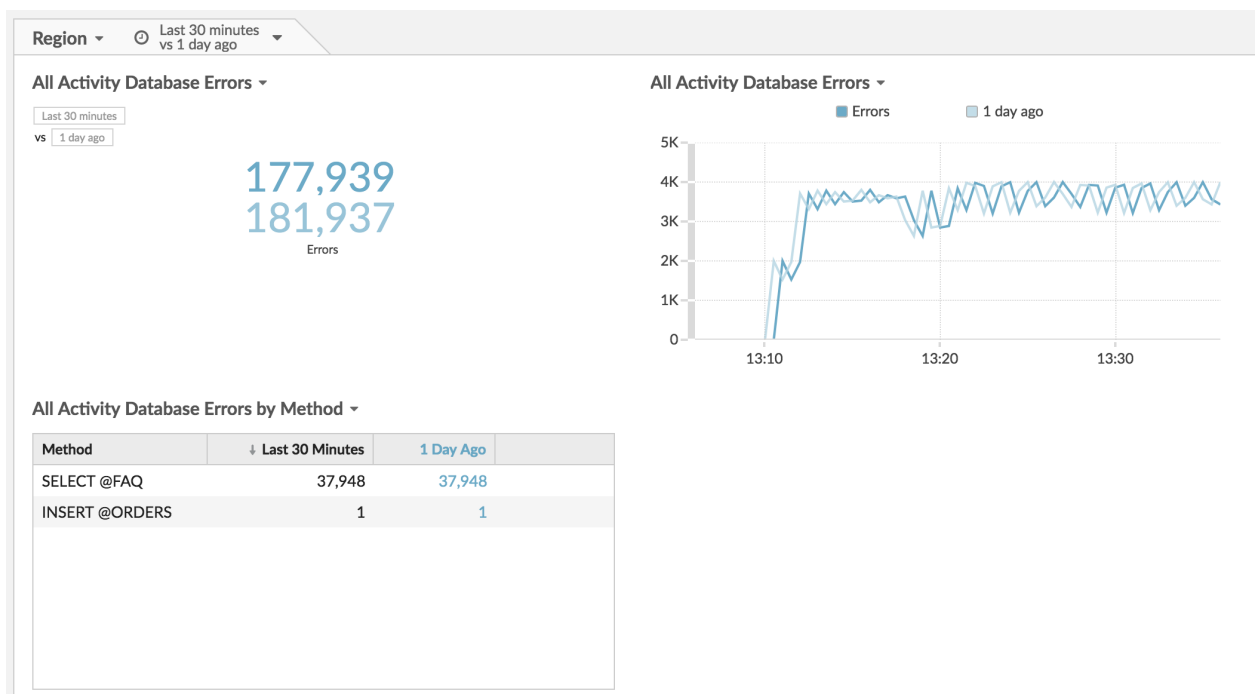 Region
Last 30 minutes
vs 1 day ago
All Activity Database Errors
Last 30 minutes
vs 1 day ago
177,939
181,937
Errors
All Activity Database Errors
Errors 1 day ago
5K
4K
3K
2K
1K
0
13:10 13:20 13:30
All Activity Database Errors by Method
Method ↓ Last 30 Minutes 1 Day Ago
SELECT @FAQ 37,948 37,948
INSERT @ORDERS 1 1